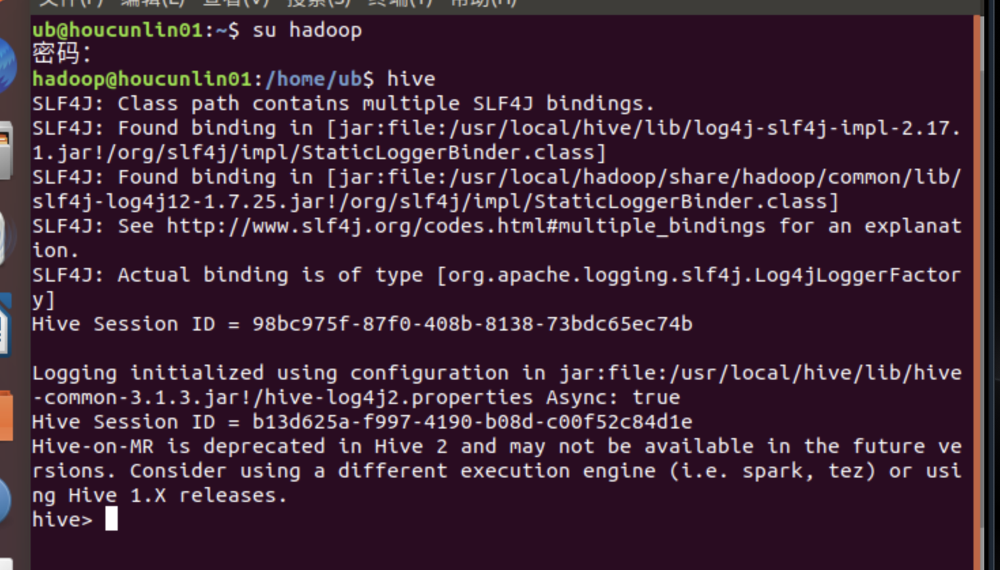 文件(F) 编辑(E) 查看(V) 搜索(S) 终端(T) 帮助(H)
ub@houcunlin01:~$ su hadoop
密码：
hadoop@houcunlin01:/home/ub$ hive
SLF4J: Class path contains multiple SLF4J bindings.
SLF4J: Found binding in [jar:file:/usr/local/hive/lib/log4j-slf4j-impl-2.17.
1.jar!/org/slf4j/impl/StaticLoggerBinder.class]
SLF4J: Found binding in [jar:file:/usr/local/hadoop/share/hadoop/common/lib/
slf4j-log4j12-1.7.25.jar!/org/slf4j/impl/StaticLoggerBinder.class]
SLF4J: See http://www.slf4j.org/codes.html#multiple_bindings for an explanat
ion.
SLF4J: Actual binding is of type [org.apache.logging.slf4j.Log4jLoggerFactor
y]
Hive Session ID = 98bc975f-87f0-408b-8138-73bdc65ec74b
Logging initialized using configuration in jar:file:/usr/local/hive/lib/hive
-common-3.1.3.jar!/hive-log4j2.properties Async: true
Hive Session ID = b13d625a-f997-4190-b08d-c00f52c84d1e
Hive-on-MR is deprecated in Hive 2 and may not be available in the future ve
rsions. Consider using a different execution engine (i.e. spark, tez) or usi
ng Hive 1.X releases.
hive>